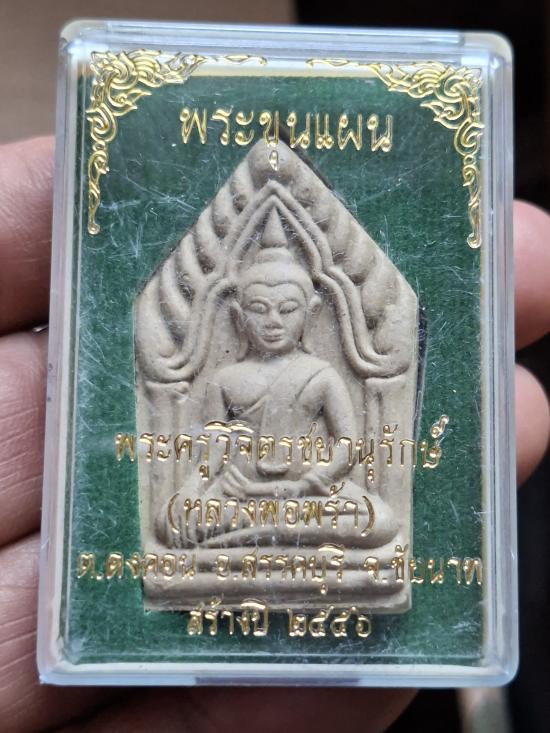 พระขุนแผน
พระครูวิจิตรชยานุรักษ์
(หลวงพ่อพร้า)
ต.ดงคอน อ.สรรคบุรี จ.ชัยนาท
สร้างปี ๒๕๕๖